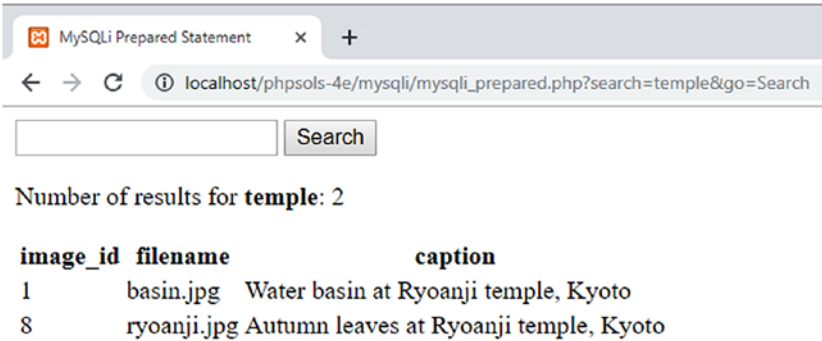 MySQLi Prepared Statement
localhost/phpsols-4e/mysqli/mysqli_prepared.php?search=temple&go=Search
Search
Number of results for temple: 2
image_id filename caption
1 basin.jpg Water basin at Ryoanji temple, Kyoto
8 ryoanji.jpg Autumn leaves at Ryoanji temple, Kyoto